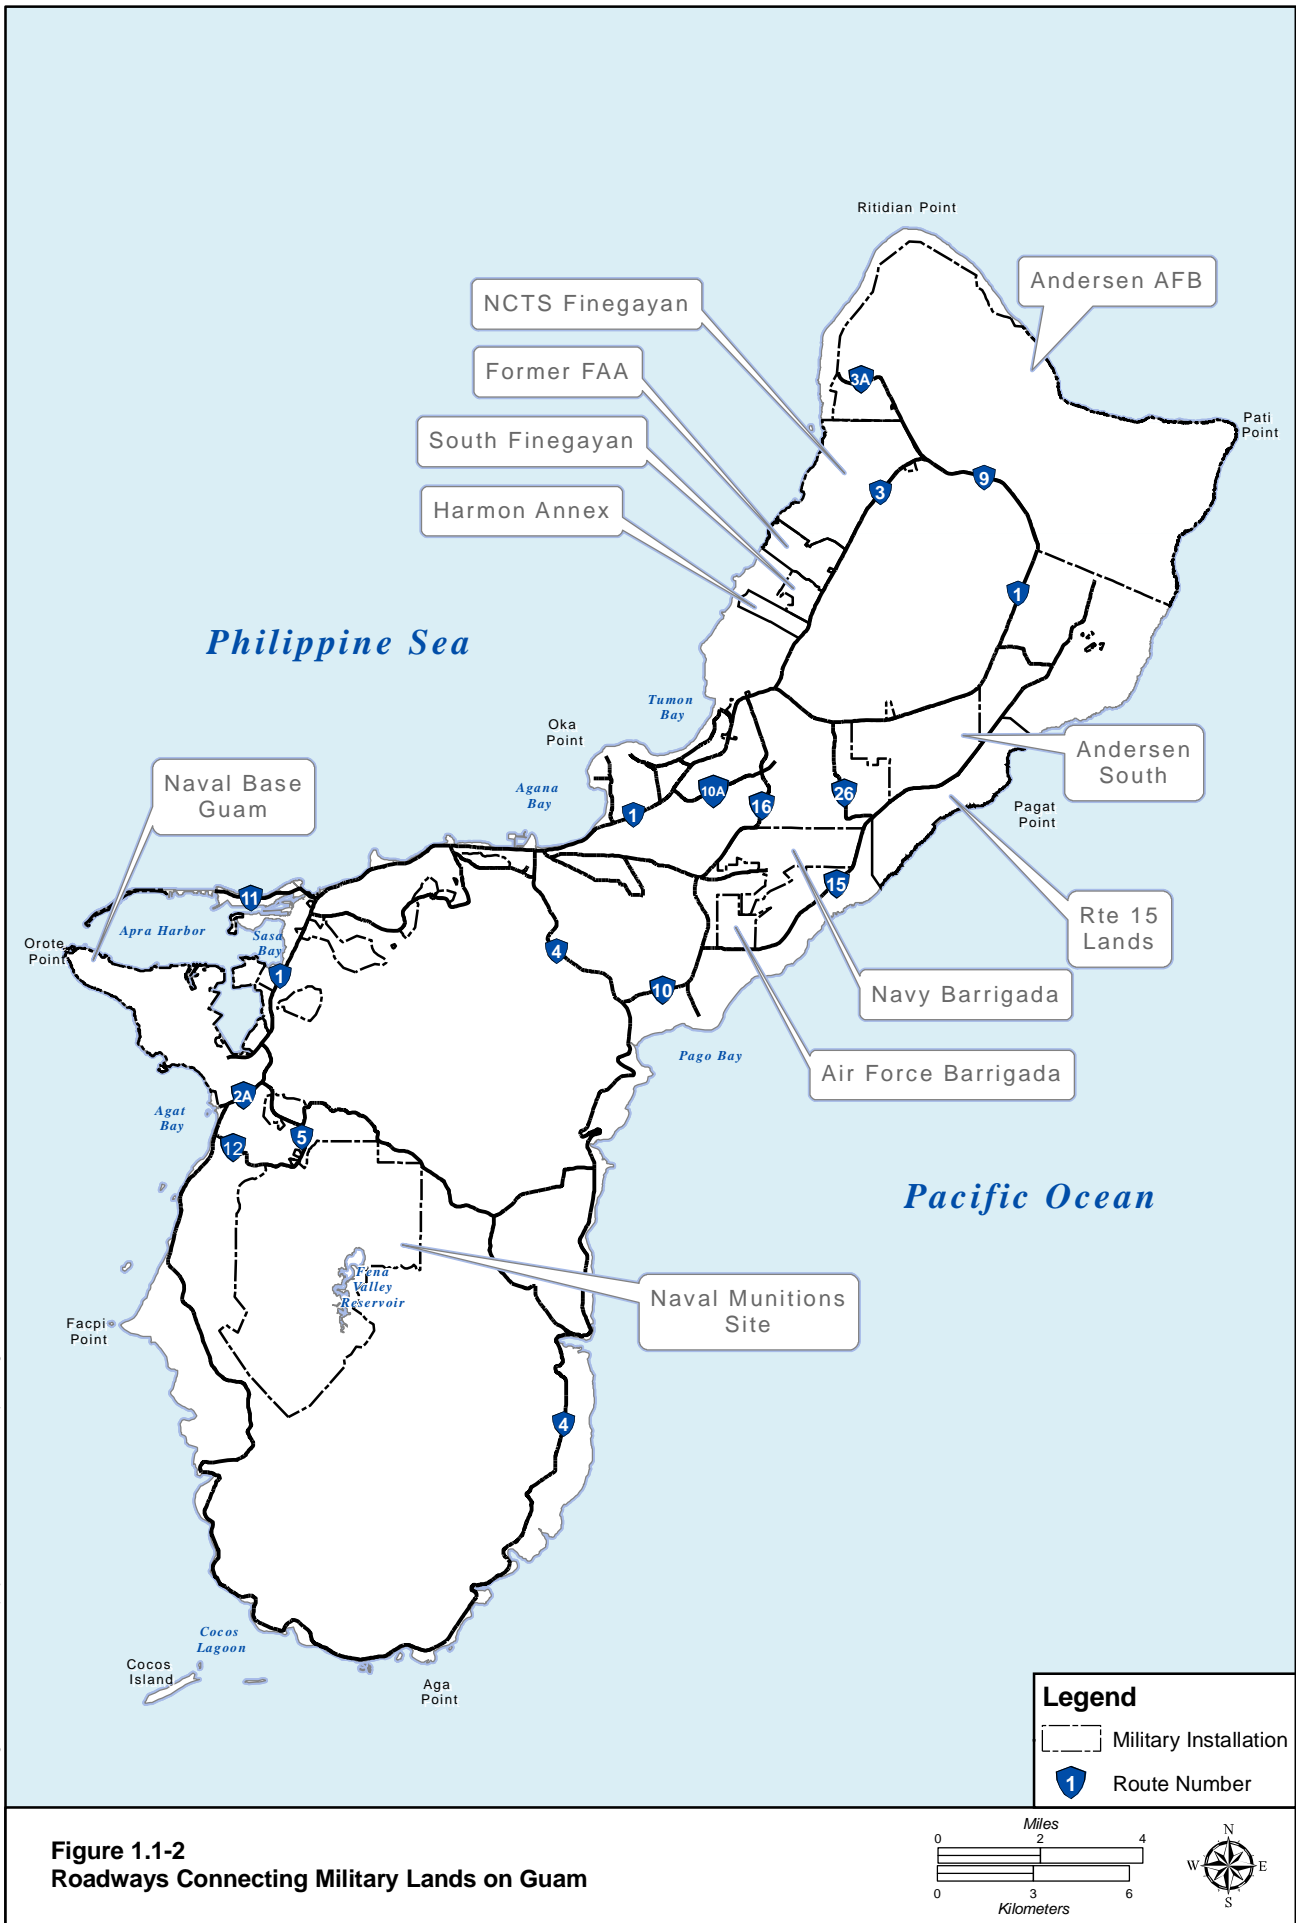 Ritidian Point
Andersen AFB
NCTS Finegayan
Former FAA
3A
Pati
Point
South Finegayan
9
3
Harmon Annex
1
Philippine Sea
Tumon
Bay
Oka
Point
Andersen
South
Naval Base
Guam
Agana
Bay
10A
26
16
1
Pagat
Point
15
11
Rte 15
Lands
Apra Harbor
Sasa
Bay
Orote
Point
4
1
10
Navy Barrigada
Pago Bay
Air Force Barrigada
2A
Agat
Bay
5
12
Pacific Ocean
Fena
Valley
Reservoir
Naval Munitions
Site
Facpi
Point
4
Cocos
Lagoon
Cocos
Island
Aga
Point
Legend
Military Installation
1 Route Number
Figure 1.1-2
Roadways Connecting Military Lands on Guam
Miles
0 2 4
0 3 6
Kilometers
N
W E
S